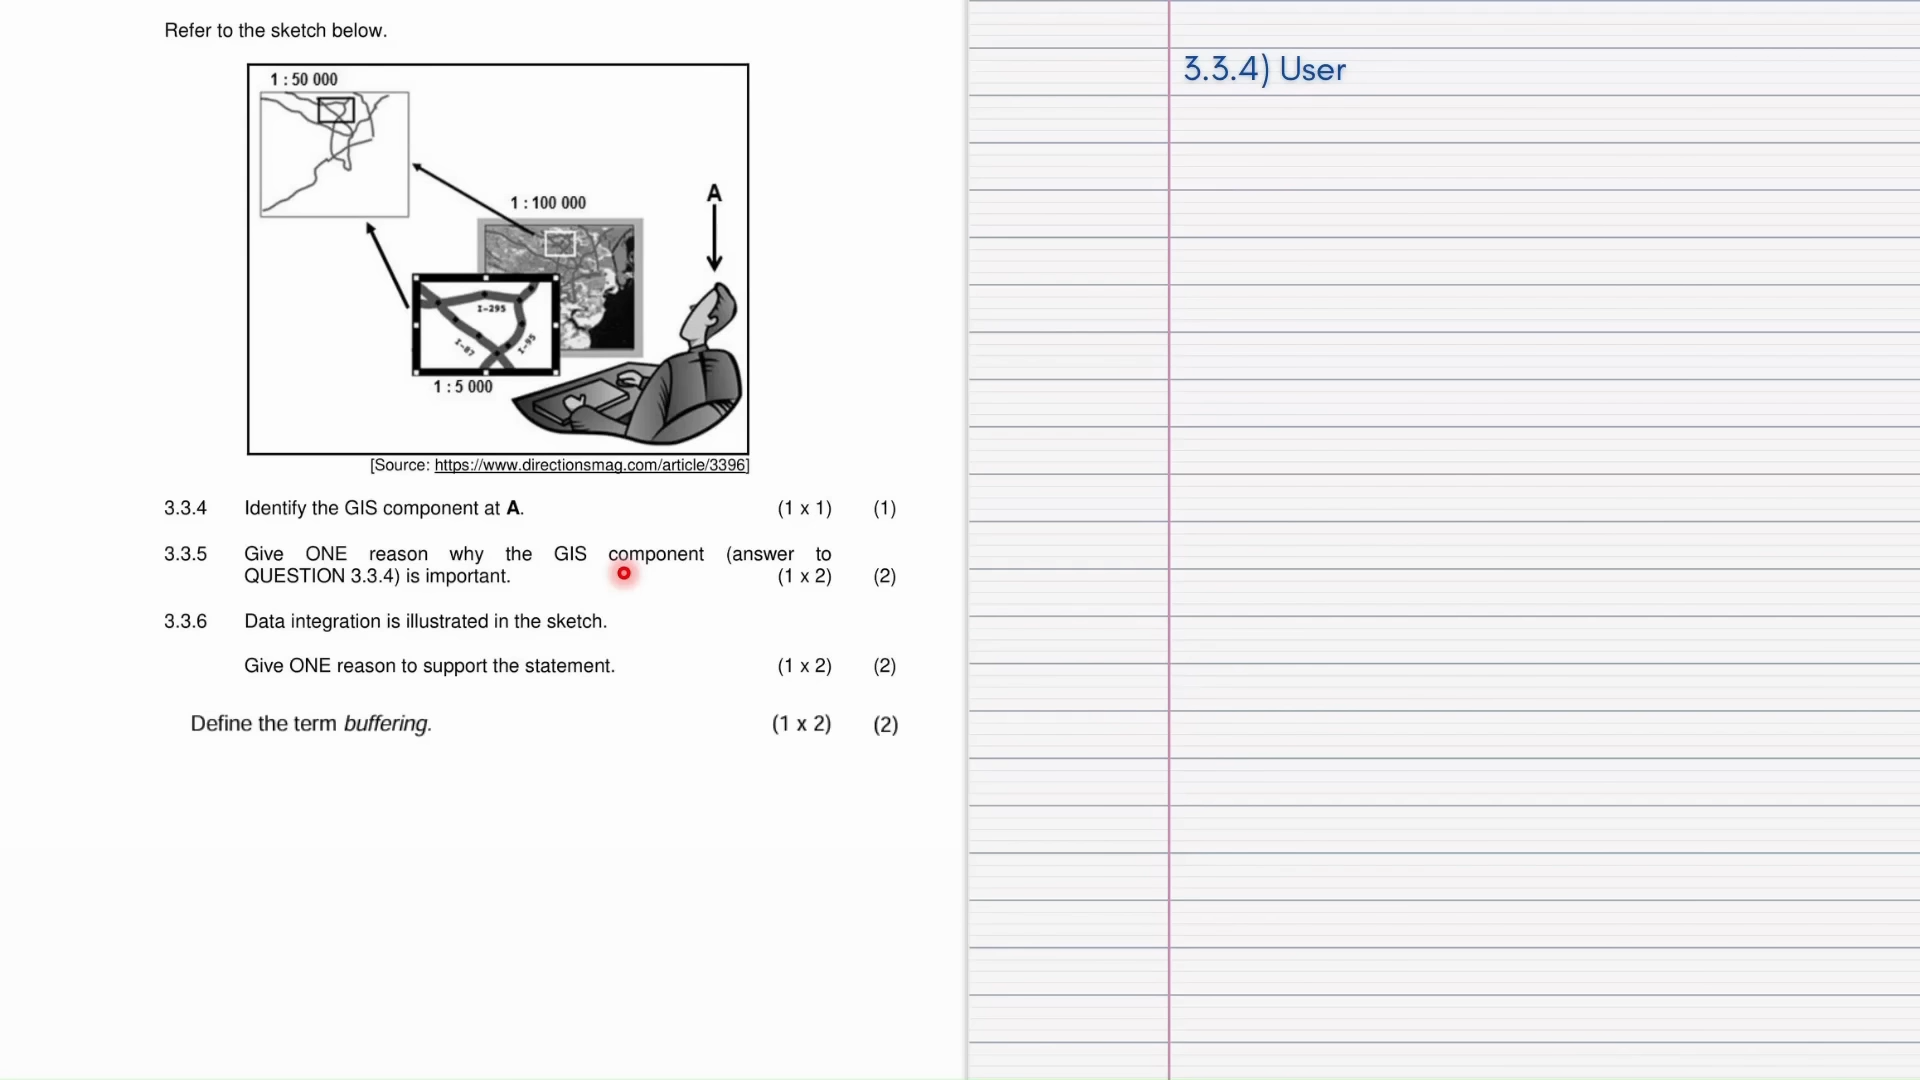 Refer to the sketch below.
1 : 50 000
1 : 100 000
A
I-295
I-87
I-95
1 : 5 000
[Source: https://www.directionsmag.com/article/3396]
3.3.4 Identify the GIS component at A. (1 x 1) (1)
3.3.5 Give ONE reason why the GIS component (answer to
QUESTION 3.3.4) is important. (1 x 2) (2)
3.3.6 Data integration is illustrated in the sketch.
Give ONE reason to support the statement. (1 x 2) (2)
Define the term buffering. (1 x 2) (2)
3.3.4) User